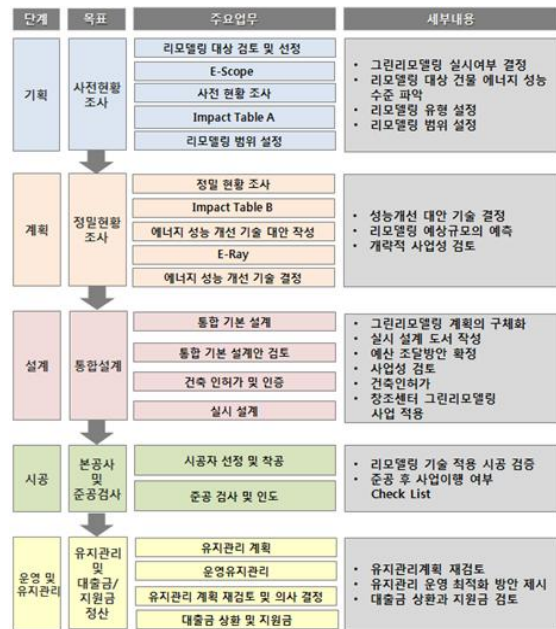 단계 목표 주요업무 세부내용
기획
사전현황
조사
리모델링 대상 검토 및 선정
E-Scope
사전 현황 조사
Impact Table A
리모델링 범위 설정
• 그린리모델링 실시여부 결정
• 리모델링 대상 건물 에너지 성능
수준 파악
• 리모델링 유형 설정
• 리모델링 범위 설정
계획
정밀현황
조사
정밀 현황 조사
Impact Table B
에너지 성능 개선 기술 대안 작성
E-Ray
에너지 성능 개선 기술 결정
• 성능개선 대안 기술 결정
• 리모델링 예상규모의 예측
• 개략적 사업성 검토
설계
통합설계
통합 기본 설계
통합 기본 설계안 검토
건축 인허가 및 인증
실시 설계
• 그린리모델링 계획의 구체화
• 실시 설계 도서 작성
• 예산 조달방안 확정
• 사업성 검토
• 건축인허가
• 창조센터 그린리모델링
사업 적용
시공
본공사
및
준공검사
시공자 선정 및 착공
준공 검사 및 인도
• 리모델링 기술 적용 시공 검증
• 준공 후 사업이행 여부
Check List
운영 및
유지관리
유지관리
및
대출금/
지원금
정산
유지관리 계획
운영유지관리
유지관리 계획 재검토 및 의사 결정
대출금 상환 및 지원금
• 유지관리계획 재검토
• 유지관리 운영 최적화 방안 제시
• 대출금 상환과 지원금 검토